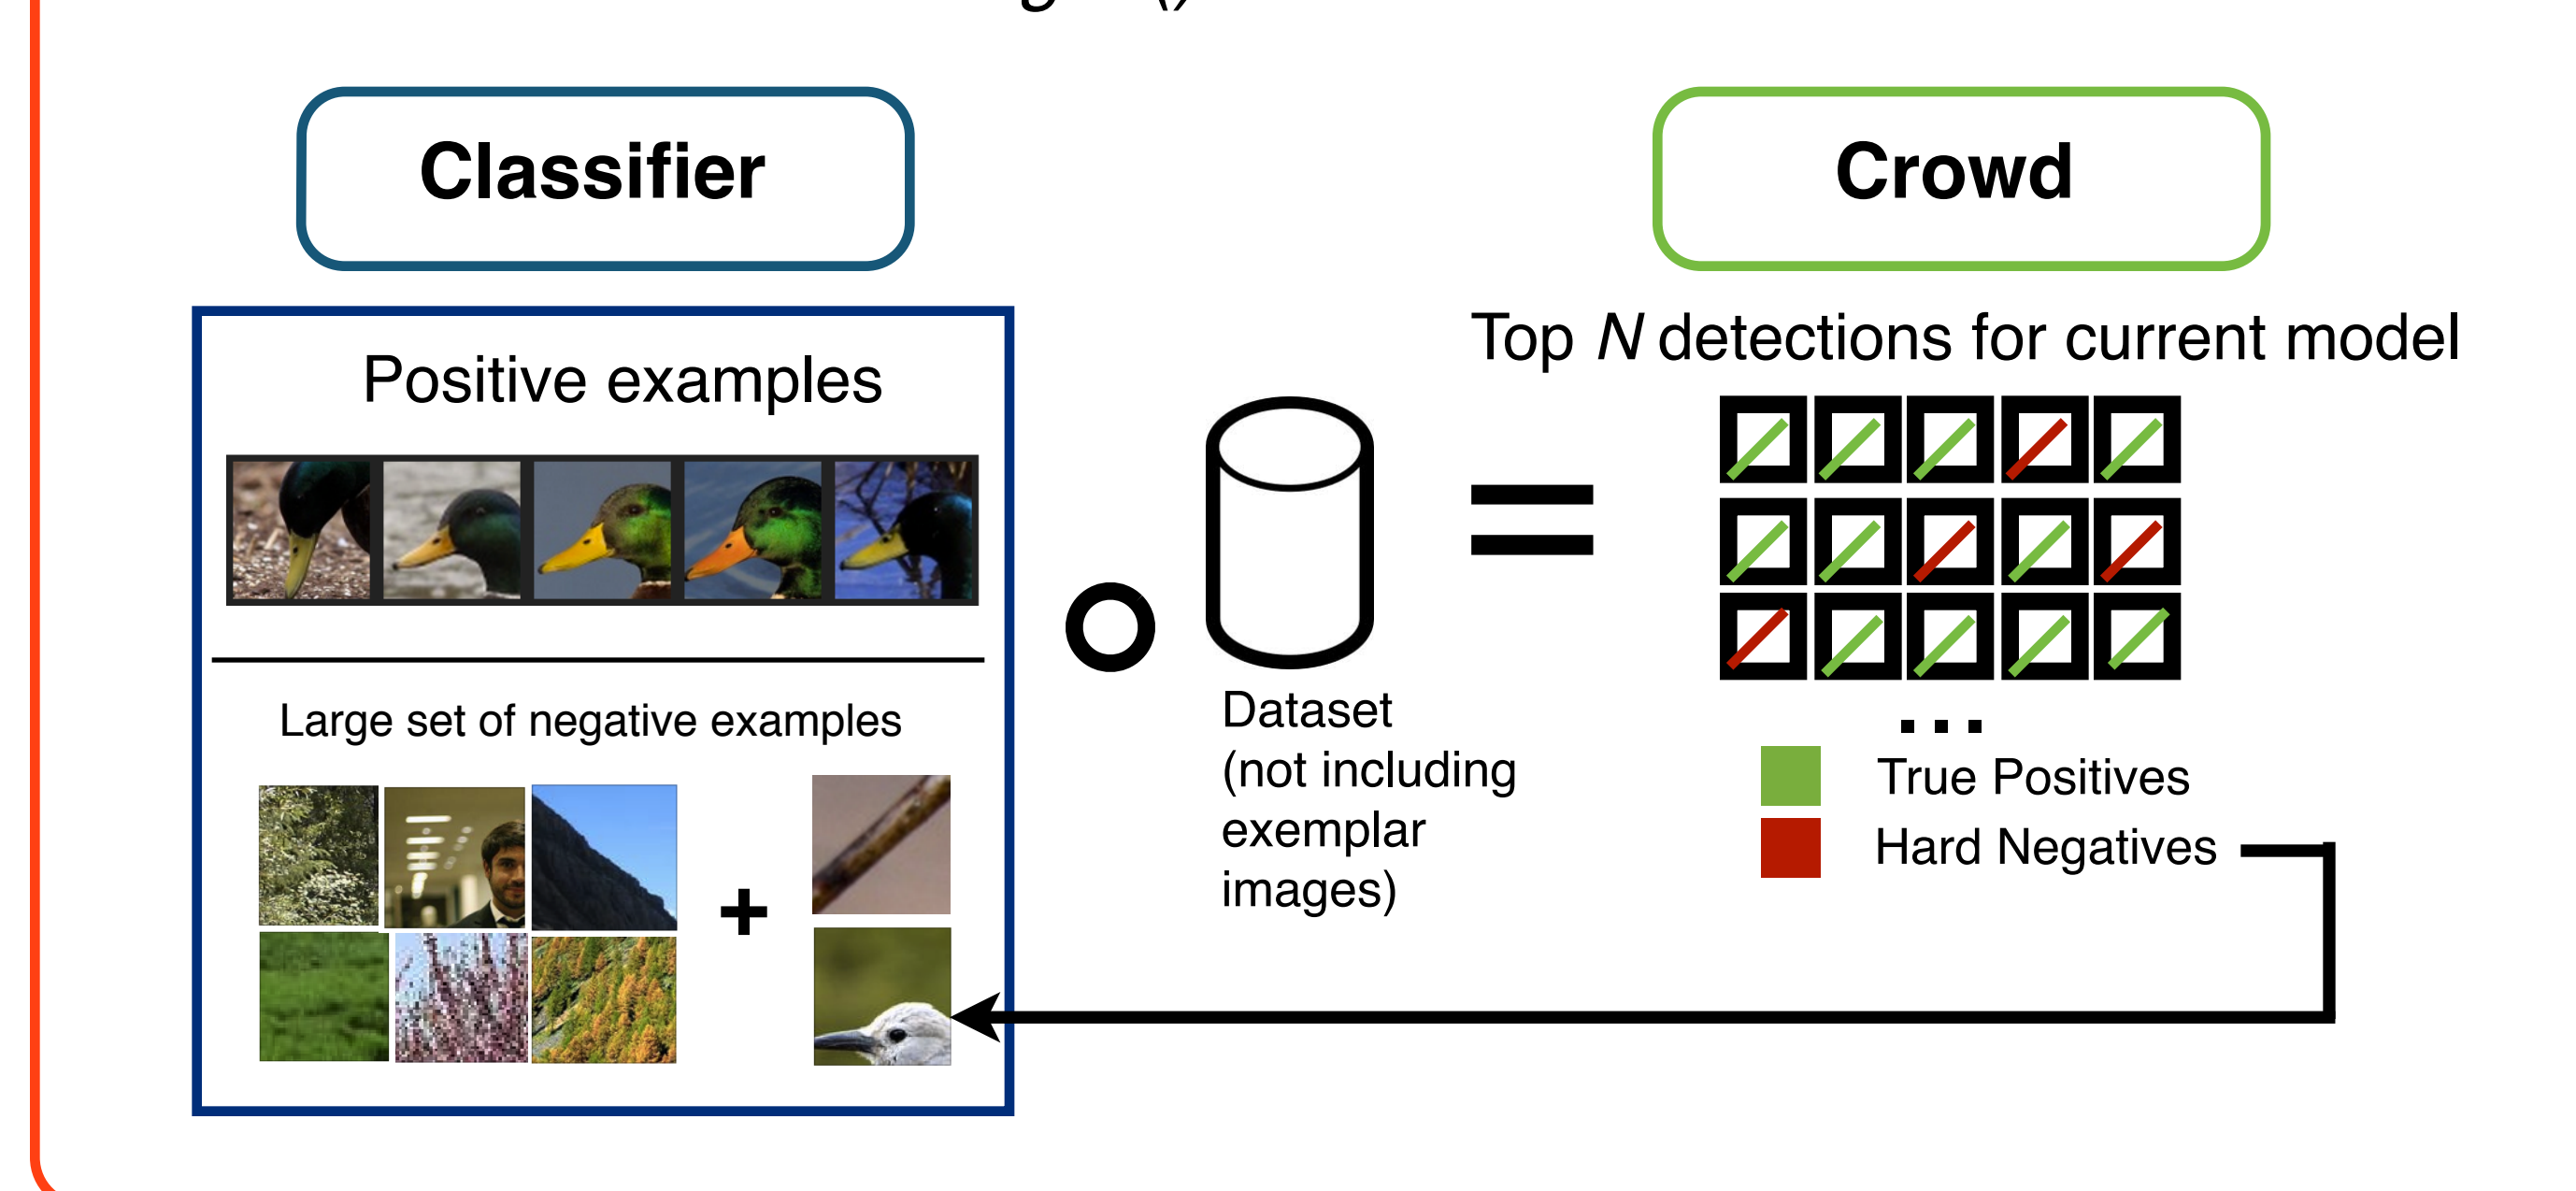 Classifier
Crowd
Positive examples
Top N detections for current model
Large set of negative examples
+
Dataset
(not including
exemplar
images)
...
True Positives
Hard Negatives